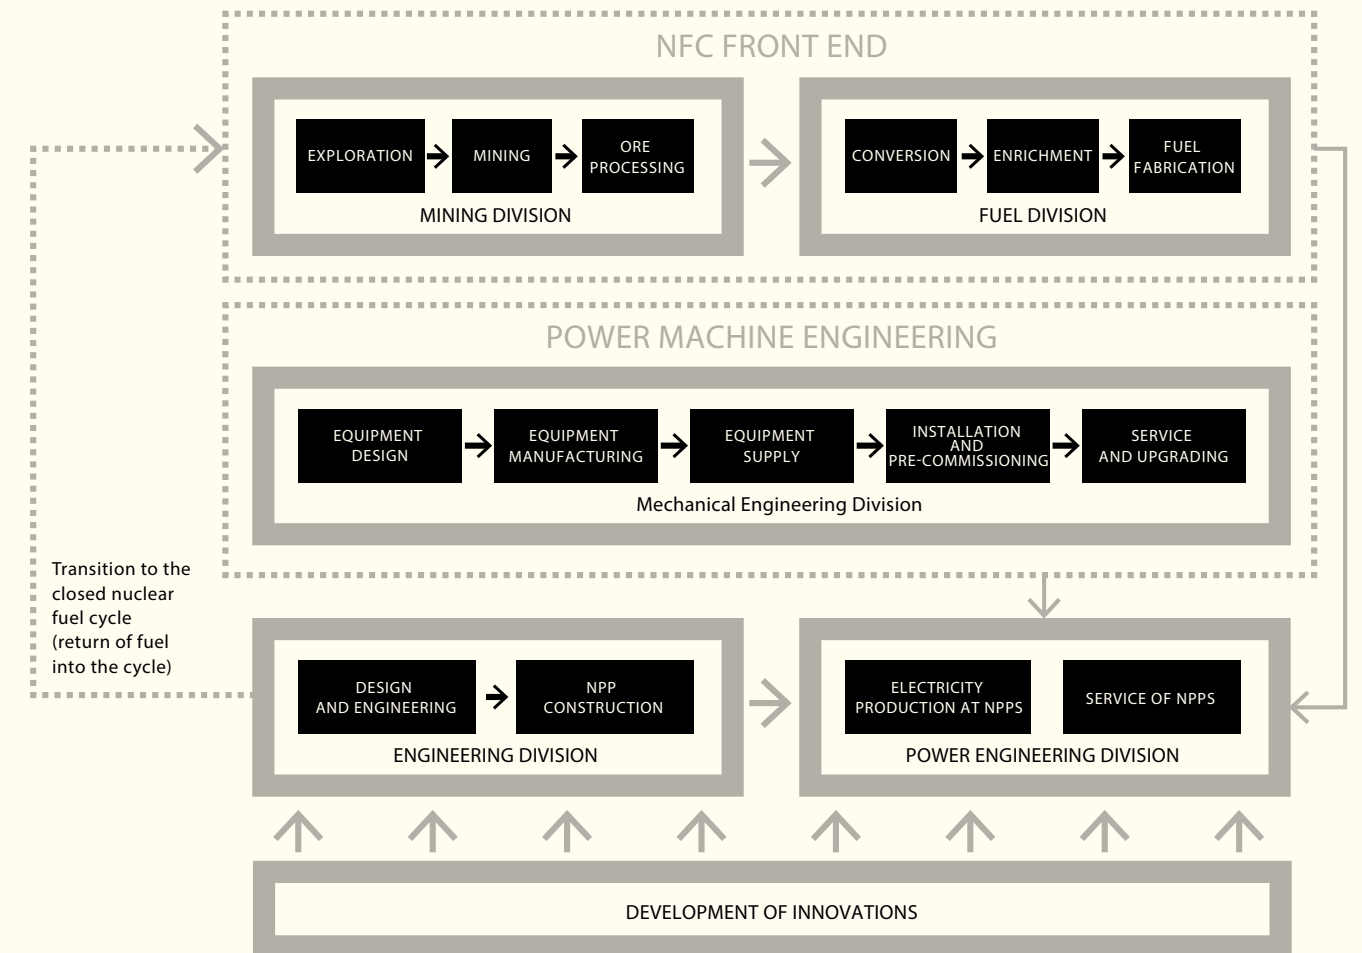 NFC FRONT END
EXPLORATION
MINING
ORE
PROCESSING
MINING DIVISION
CONVERSION
ENRICHMENT
FUEL
FABRICATION
FUEL DIVISION
POWER MACHINE ENGINEERING
EQUIPMENT
DESIGN
EQUIPMENT
MANUFACTURING
EQUIPMENT
SUPPLY
INSTALLATION
AND
PRE-COMMISSIONING
SERVICE
AND UPGRADING
Mechanical Engineering Division
Transition to the
closed nuclear
fuel cycle
(return of fuel
into the cycle)
DESIGN
AND ENGINEERING
NPP
CONSTRUCTION
ENGINEERING DIVISION
ELECTRICITY
PRODUCTION AT NPPS
SERVICE OF NPPS
POWER ENGINEERING DIVISION
DEVELOPMENT OF INNOVATIONS